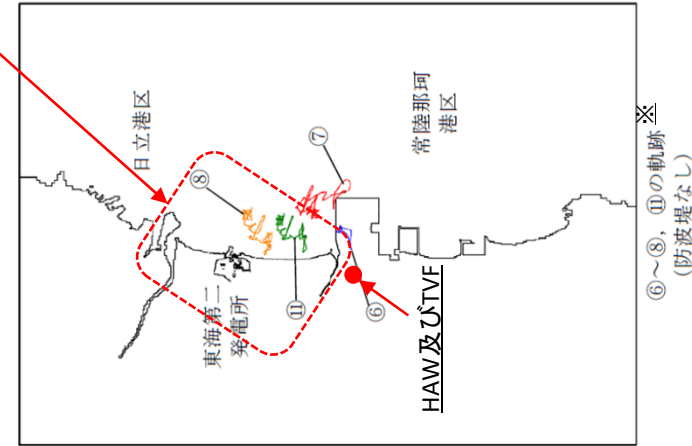 日立港区
常陸那珂
港区
⑧
⑦
⑪
⑥
東海第二
発電所
HAW及びTVF
⑥～⑧，⑪の軌跡※
(防波堤なし)